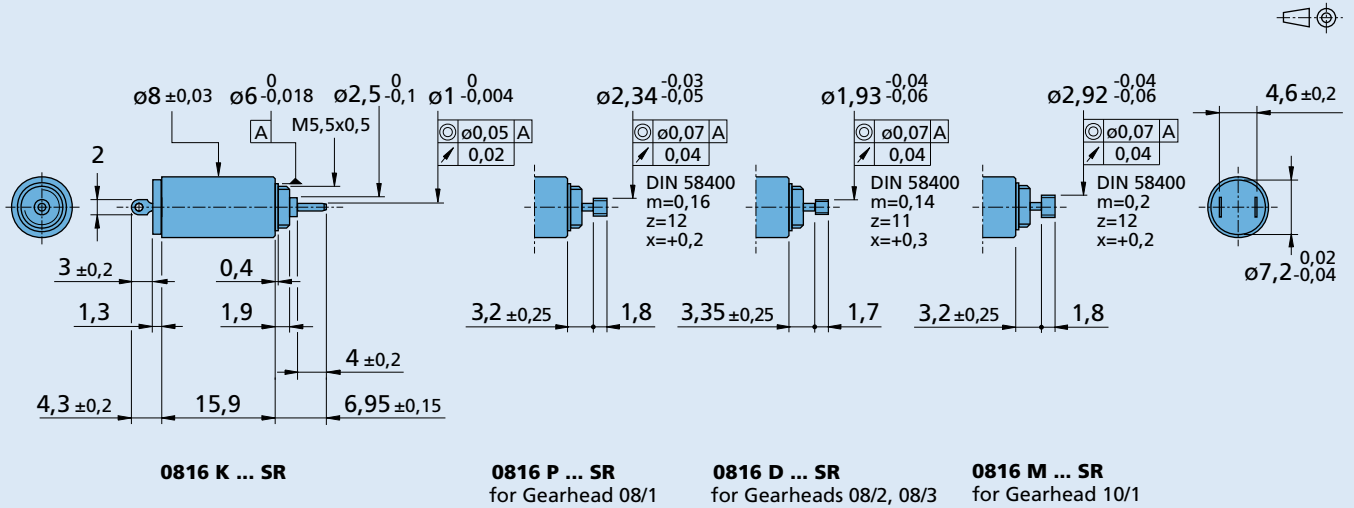 ø8 ±0,03
ø6 0 -0,018
ø2,5 0 -0,1
ø1 0 -0,004
A
M5,5x0,5
ø0,05 A
0,02
2
3 ±0,2
0,4
1,3
1,9
4 ±0,2
4,3 ±0,2
15,9
6,95 ±0,15
0816 K ... SR
ø2,34 -0,03 -0,05
ø0,07 A
0,04
DIN 58400
m=0,16
z=12
x=+0,2
3,2 ±0,25
1,8
0816 P ... SR
for Gearhead 08/1
ø1,93 -0,04 -0,06
ø0,07 A
0,04
DIN 58400
m=0,14
z=11
x=+0,3
3,35 ±0,25
1,7
0816 D ... SR
for Gearheads 08/2, 08/3
ø2,92 -0,04 -0,06
ø0,07 A
0,04
DIN 58400
m=0,2
z=12
x=+0,2
3,2 ±0,25
1,8
0816 M ... SR
for Gearhead 10/1
4,6 ±0,2
ø7,2 0,02 -0,04